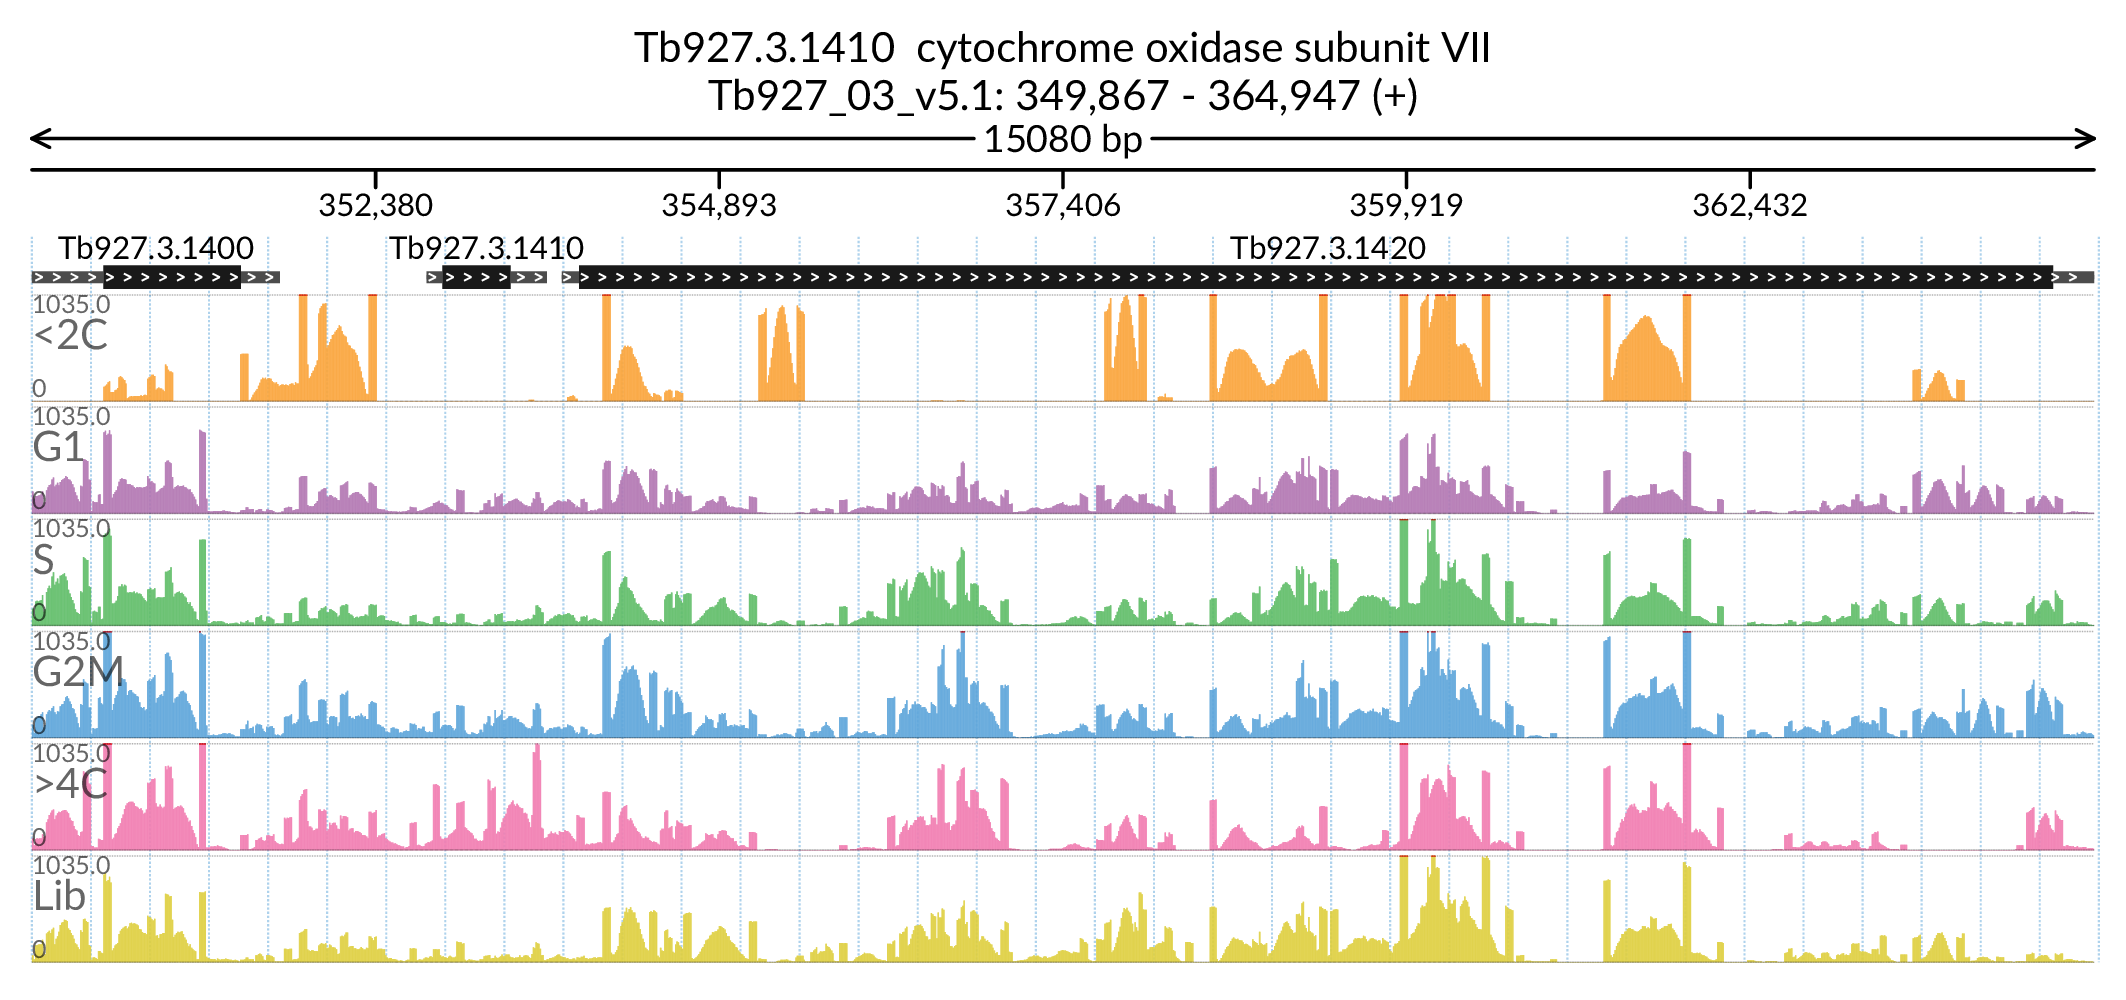 Tb927.3.1410 cytochrome oxidase subunit VII
Tb927_03_v5.1: 349,867 - 364,947 (+)
15080 bp
352,380 354,893 357,406 359,919 362,432
Tb927.3.1400 Tb927.3.1410 Tb927.3.1420
1035.0
<2C
0
1035.0
G1
0
1035.0
S
0
1035.0
G2M
0
1035.0
>4C
0
1035.0
Lib
0